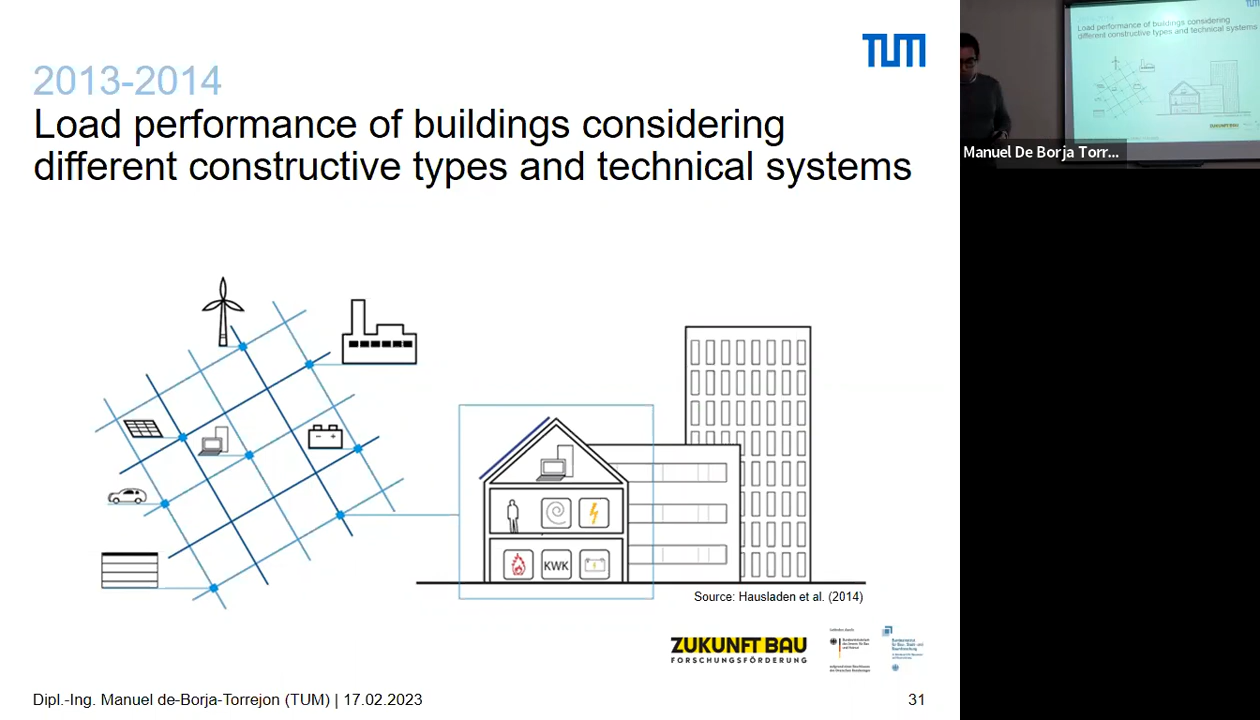 TUM
2013-2014
Load performance of buildings considering
different constructive types and technical systems
KWK
Source: Hausladen et al. (2014)
ZUKUNFT BAU
FORSCHUNGSFÖRDERUNG
Dipl.-Ing. Manuel de-Borja-Torrejon (TUM) | 17.02.2023
31
Load performance of buildings considering
different constructive types and technical systems
Manuel De Borja Torr...